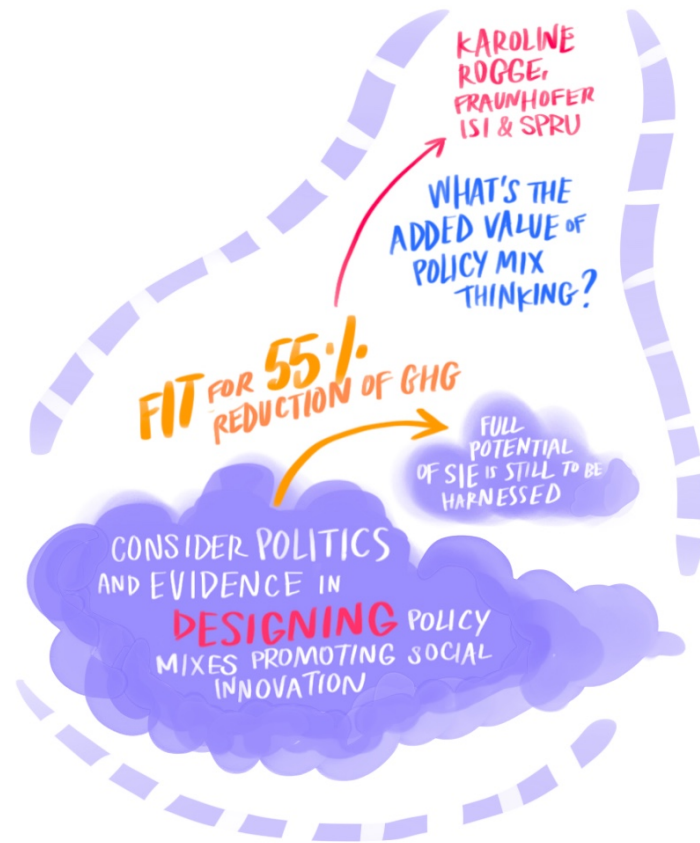 KAROLINE
ROGGE,
FRAUNHOFER
ISI & SPRU
WHAT'S THE
ADDED VALUE OF
POLICY MIX
THINKING?
FIT FOR 55%
REDUCTION OF GHG
FULL
POTENTIAL
OF SIE IS STILL TO BE
HARNESSED
CONSIDER POLITICS
AND EVIDENCE IN
DESIGNING POLICY
MIXES PROMOTING SOCIAL
INNOVATION